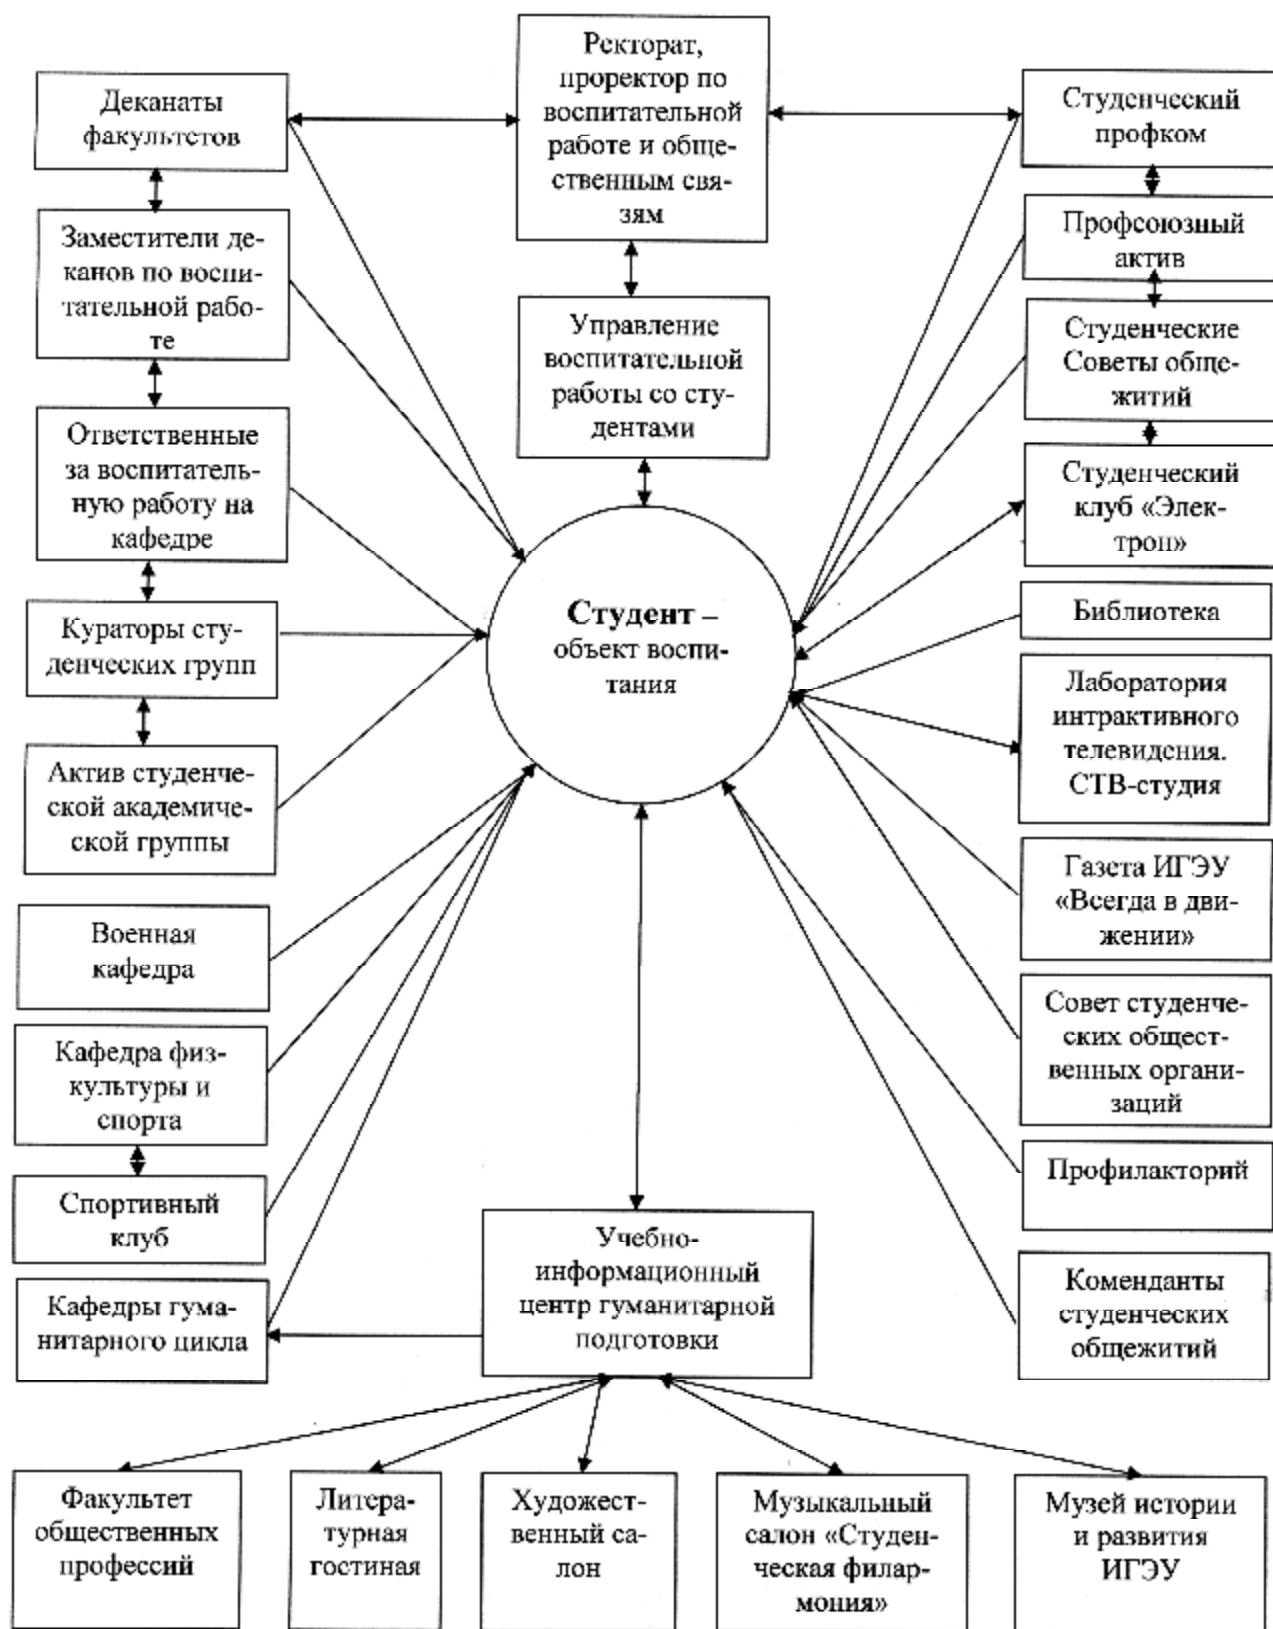 Ректорат,
проректор по
воспитательной
работе и обще-
ственным свя-
зям
Деканаты
факультетов
Студенческий
профком
Заместители де-
канов по воспи-
тательной рабо-
те
Профсоюзный
актив
Управление
воспитательной
работы со сту-
дентами
Студенческие
Советы обще-
житий
Ответственные
за воспитатель-
ную работу на
кафедре
Студенческий
клуб «Элек-
трон»
Студент –
объект воспи-
тания
Кураторы сту-
денческих групп
Библиотека
Лаборатория
интрактивного
телевидения.
СТВ-студия
Актив студенче-
ской академиче-
ской группы
Газета ИГЭУ
«Всегда в дви-
жении»
Военная
кафедра
Совет студенче-
ских общест-
венных органи-
заций
Кафедра физ-
культуры и
спорта
Профилакторий
Спортивный
клуб
Учебно-
информационный
центр гуманитарной
подготовки
Коменданты
студенческих
общежитий
Кафедры гума-
нитарного цикла
Факультет
общественных
профессий
Литера-
турная
гостиная
Художест-
венный са-
лон
Музыкальный
салон «Студен-
ческая филар-
мония»
Музей истории
и развития
ИГЭУ